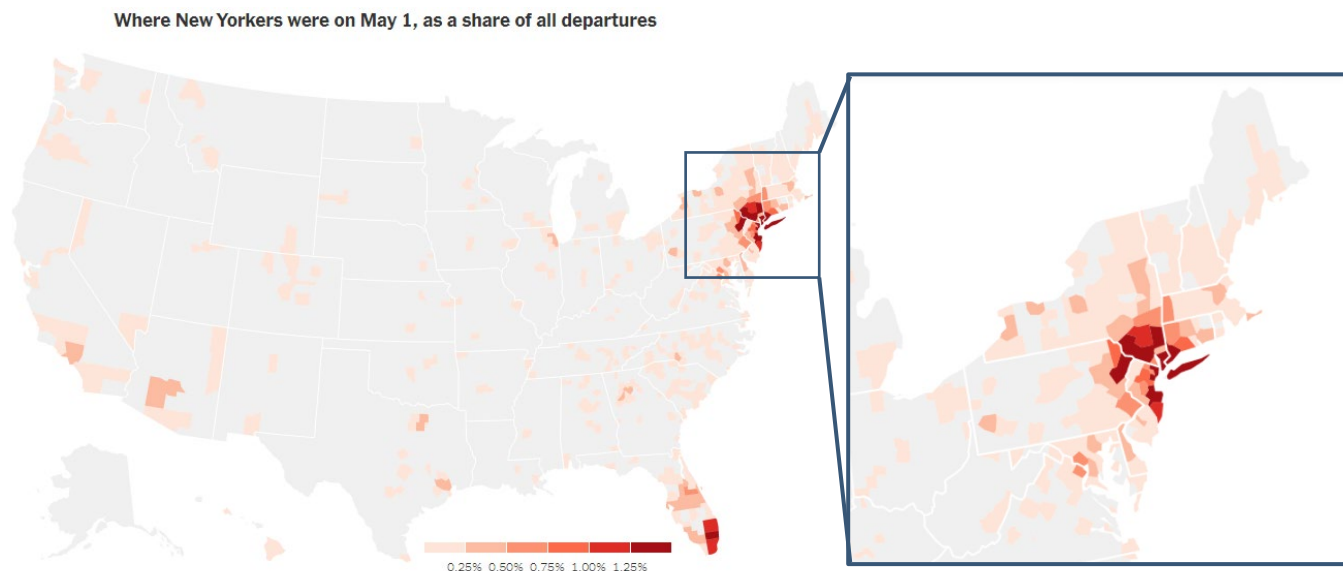 Where New Yorkers were on May 1, as a share of all departures
0.25% 0.50% 0.75% 1.00% 1.25%